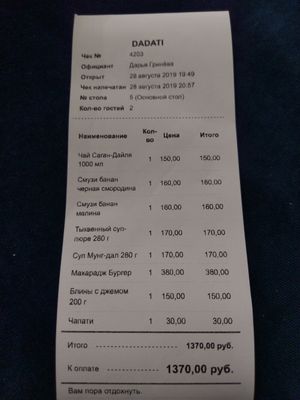 DADATI
Чек № 4203
Официант Дарья Гринёва
Открыт 28 августа 2019 19:49
Чек напечатан 28 августа 2019 20:57
№ стола 5 (Основной стол)
Кол-во гостей 2
Наименование Кол-во Цена Итого
Чай Саган-Дайля 1 150,00 150,00
1000 мл
Смузи банан 1 160,00 160,00
черная смородина
Смузи банан 1 160,00 160,00
малина
Тыквенный суп- 1 170,00 170,00
пюре 280 г
Суп Мунг-дал 280 г 1 170,00 170,00
Махарадж Бургер 1 380,00 380,00
Блины с джемом 1 150,00 150,00
200 г
Чапати 1 30,00 30,00
Итого 1370,00 руб.
К оплате 1370,00 руб.
Вам пора отдохнуть.